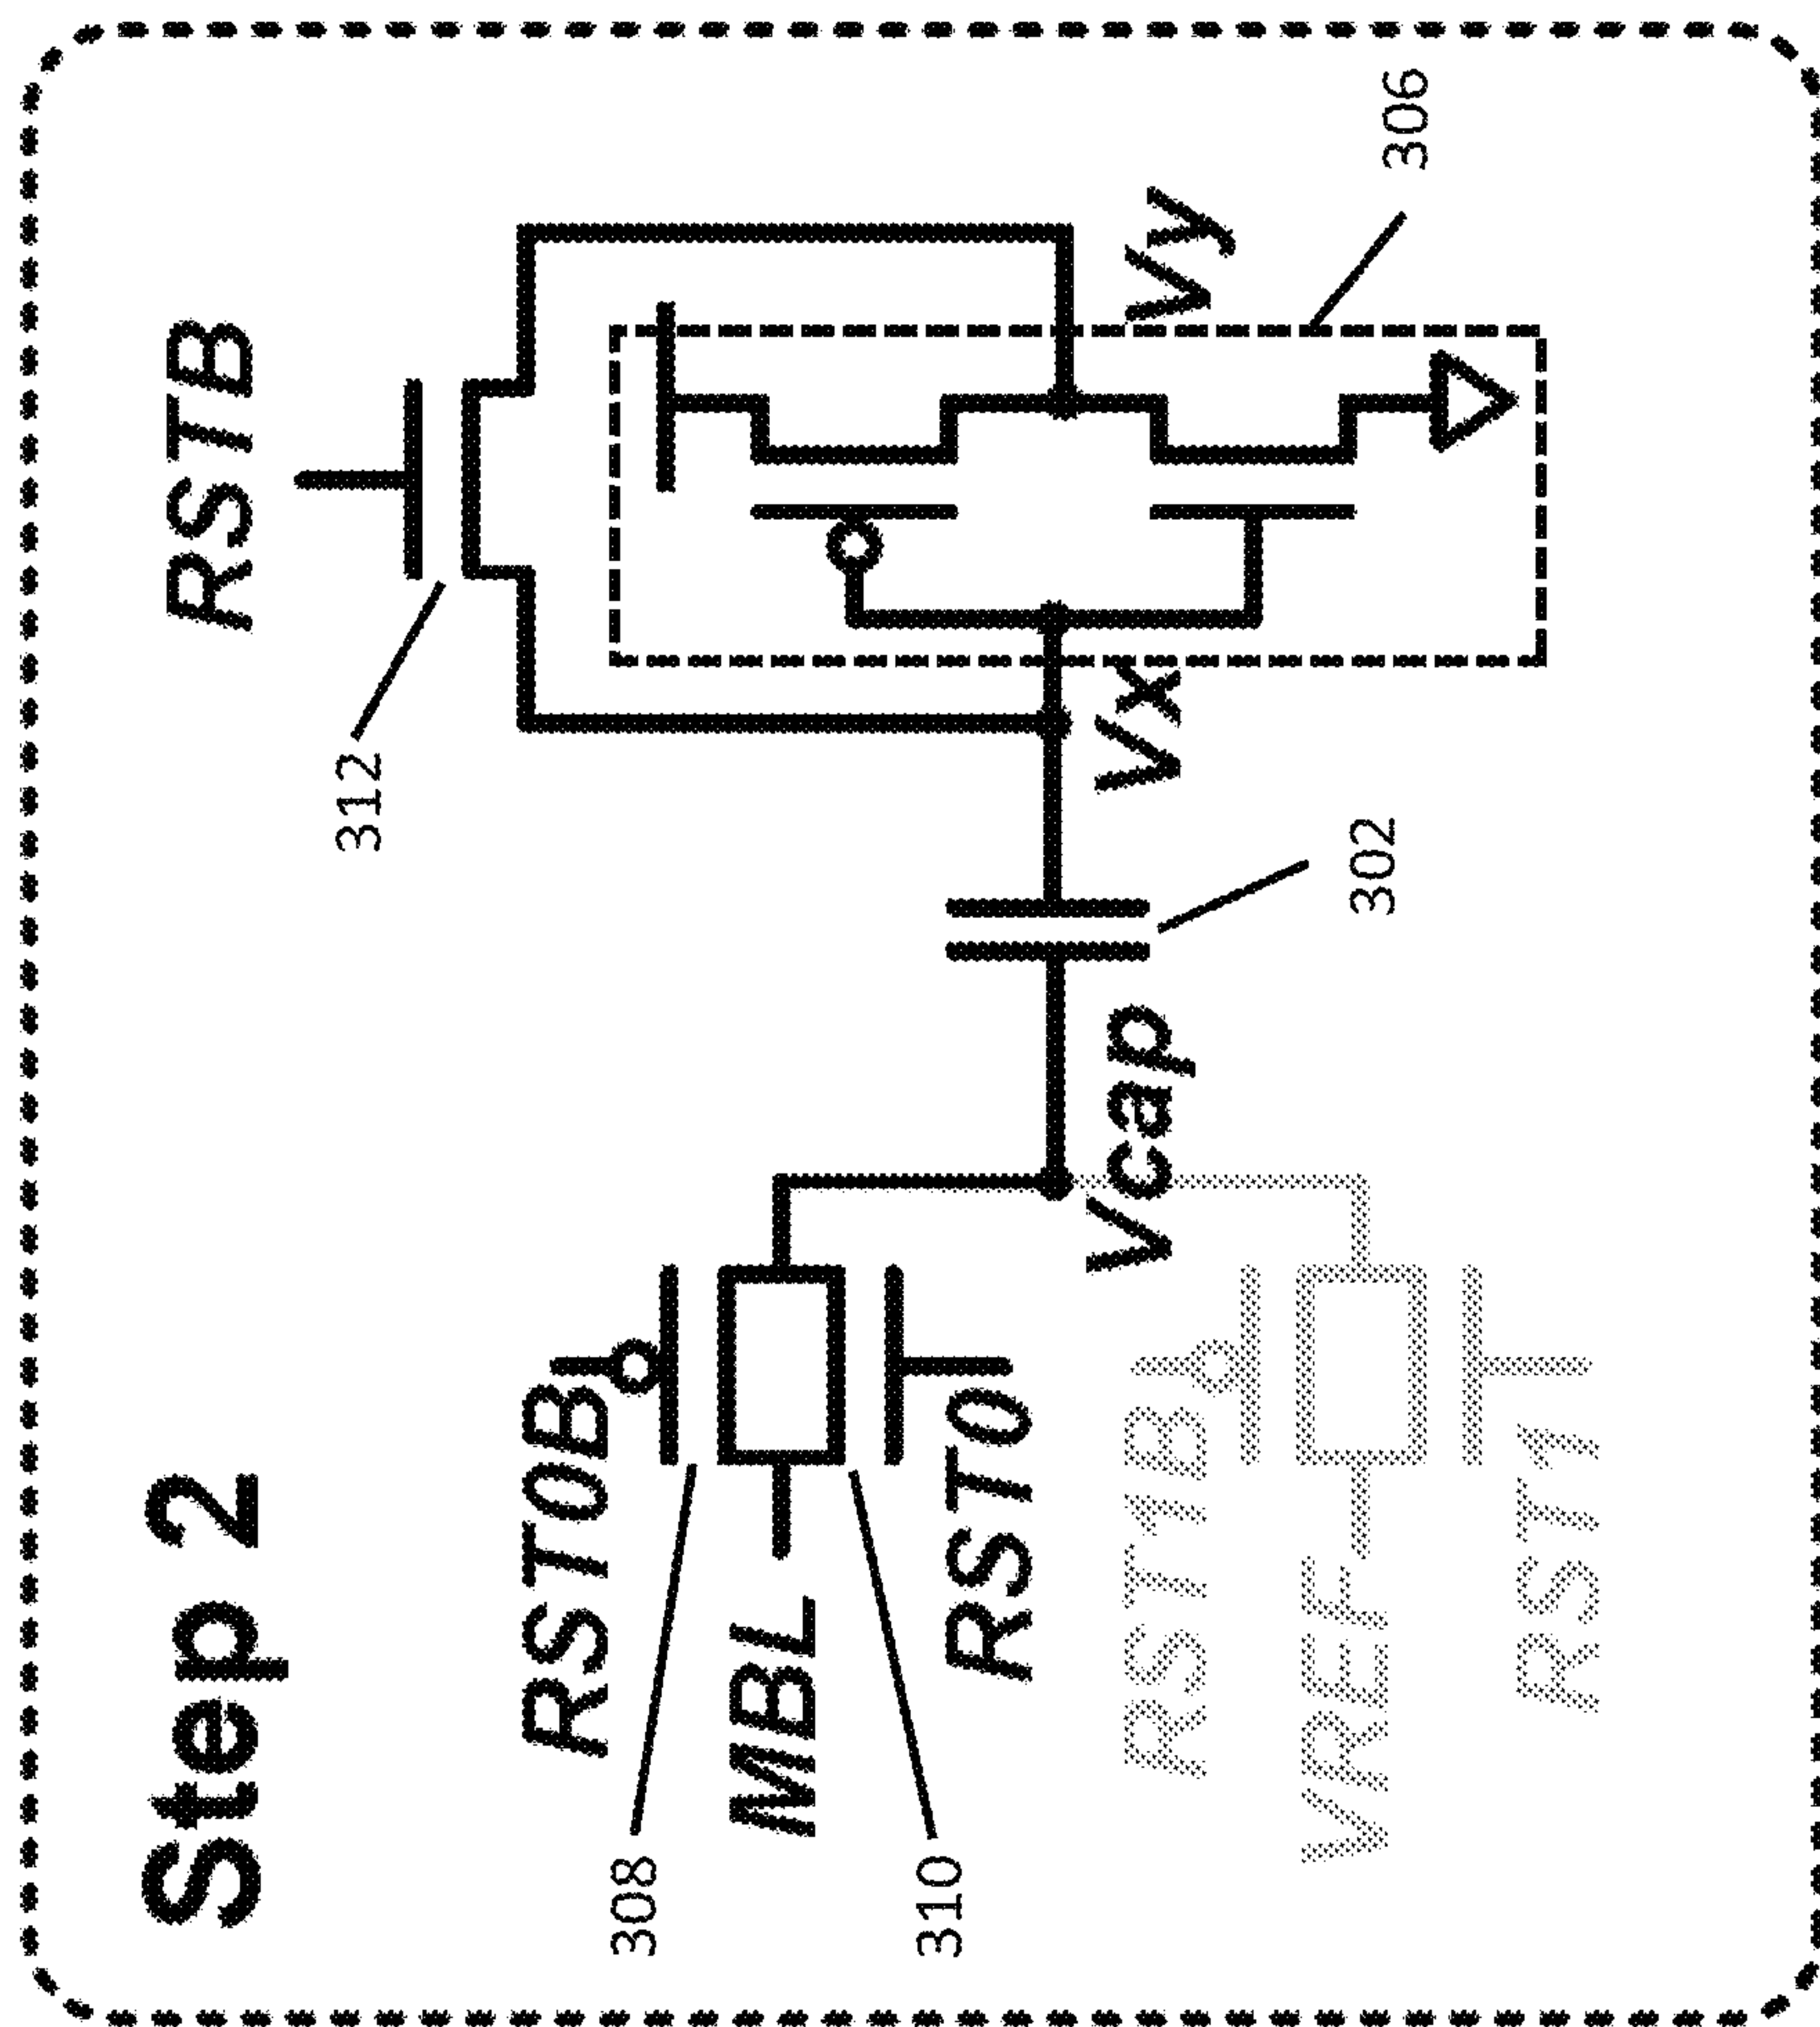 Step 2
RSTB
312
RST0B
308
MBL
310
RST0
Vcap
Vx
Vy
302
306
RST1B
VREF
RST1